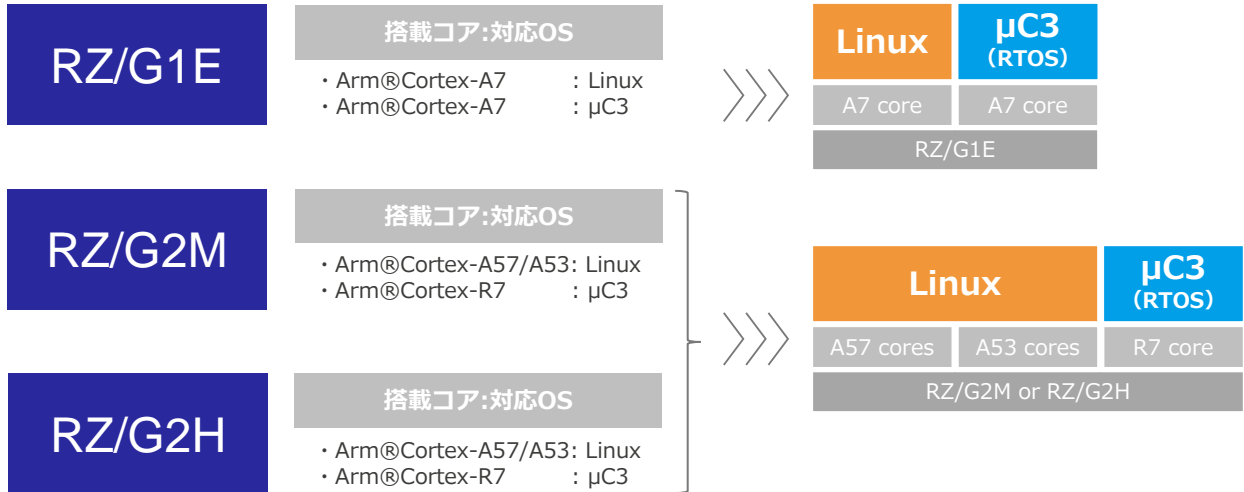 RZ/G1E
搭載コア:対応OS
・Arm®Cortex-A7 : Linux
・Arm®Cortex-A7 : µC3
Linux
µC3
（RTOS）
A7 core
A7 core
RZ/G1E
RZ/G2M
搭載コア:対応OS
・Arm®Cortex-A57/A53: Linux
・Arm®Cortex-R7 : µC3
RZ/G2H
搭載コア:対応OS
・Arm®Cortex-A57/A53: Linux
・Arm®Cortex-R7 : µC3
Linux
µC3
（RTOS）
A57 cores
A53 cores
R7 core
RZ/G2M or RZ/G2H